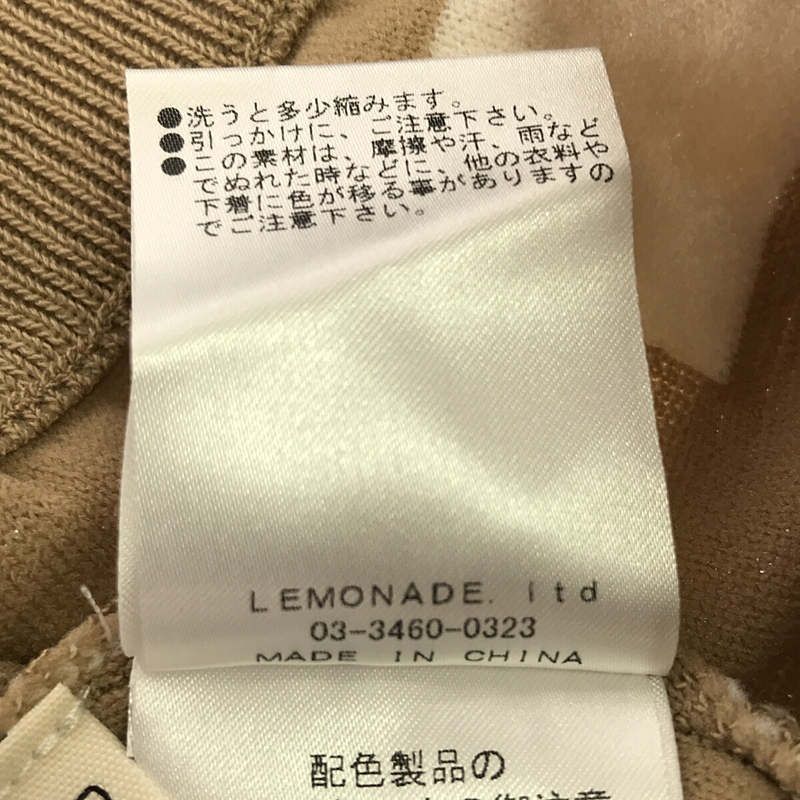 ●洗うと多少縮みます。
●引っかけに、ご注意下さい。
●この素材は、摩擦や汗、雨など
でぬれた時などに、他の衣料や
下着に色が移る事がありますの
でご注意下さい。
LEMONADE. ltd
03-3460-0323
MADE IN CHINA
配色製品の